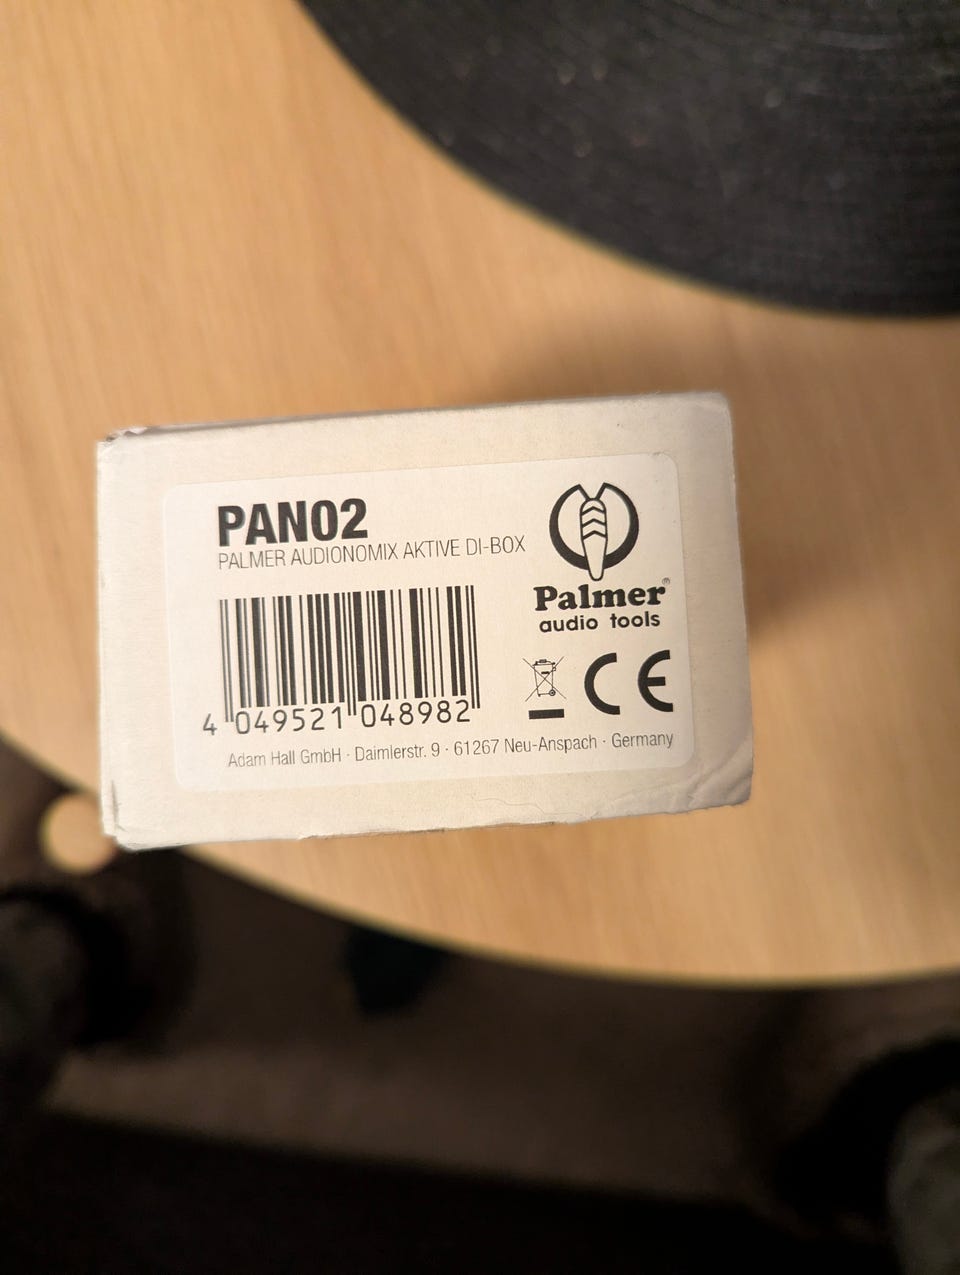 PAN02
PALMER AUDIONOMIX AKTIVE DI-BOX
Palmer®
audio tools
4 049521 048982
CE
Adam Hall GmbH · Daimlerstr. 9 · 61267 Neu-Anspach · Germany